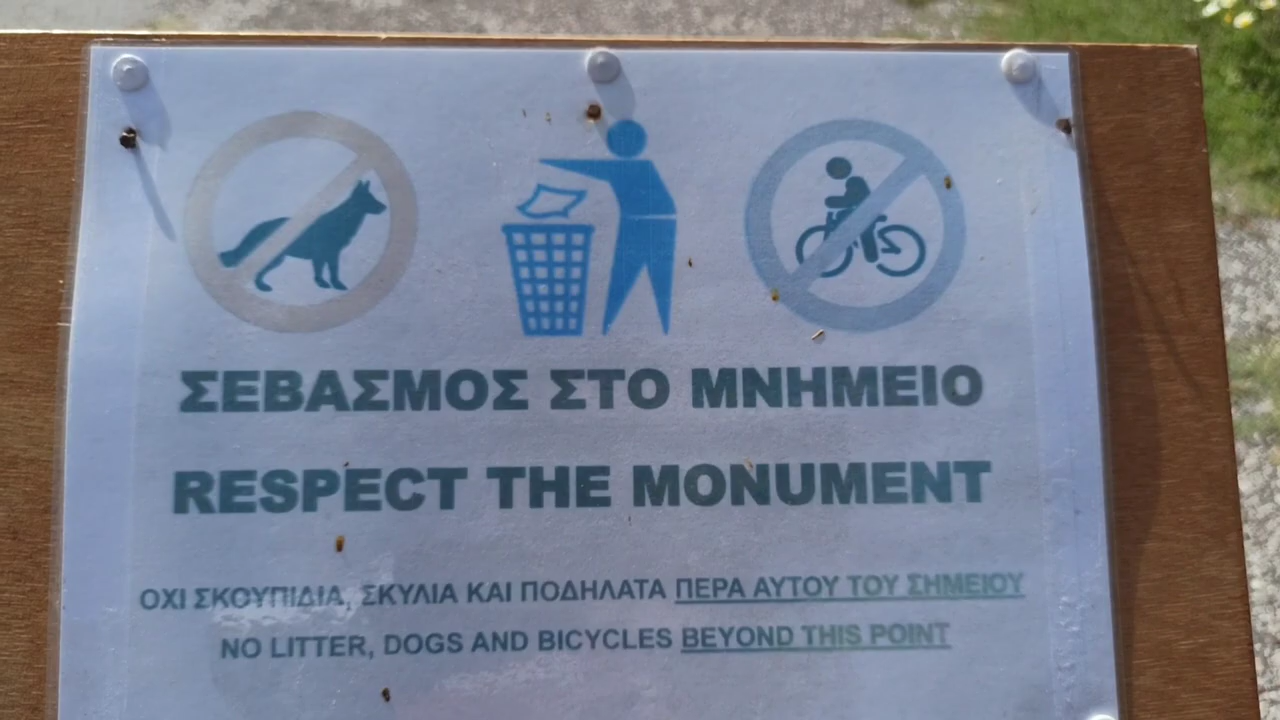 ΣΕΒΑΣΜΟΣ ΣΤΟ ΜΝΗΜΕΙΟ
RESPECT THE MONUMENT
ΟΧΙ ΣΚΟΥΠΙΔΙΑ, ΣΚΥΛΙΑ ΚΑΙ ΠΟΔΗΛΑΤΑ ΠΕΡΑ ΑΥΤΟΥ ΤΟΥ ΣΗΜΕΙΟΥ
NO LITTER, DOGS AND BICYCLES BEYOND THIS POINT